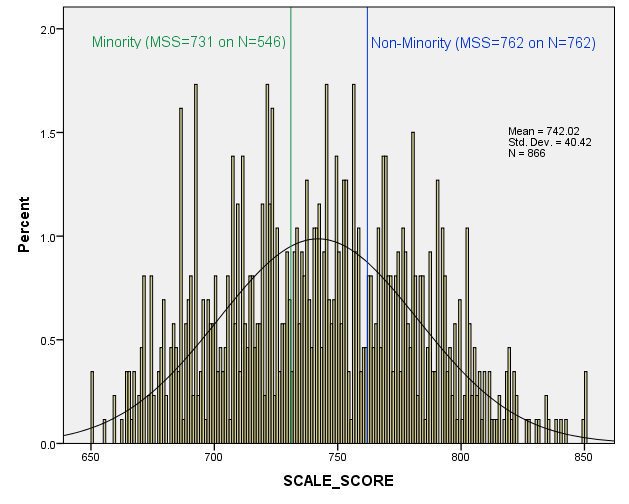 Minority (MSS=731 on N=546)
Non-Minority (MSS=762 on N=762)
Mean = 742.02
Std. Dev. = 40.42
N = 866
Percent
2.0
1.5
1.0
0.5
0.0
650 700 750 800 850
SCALE_SCORE